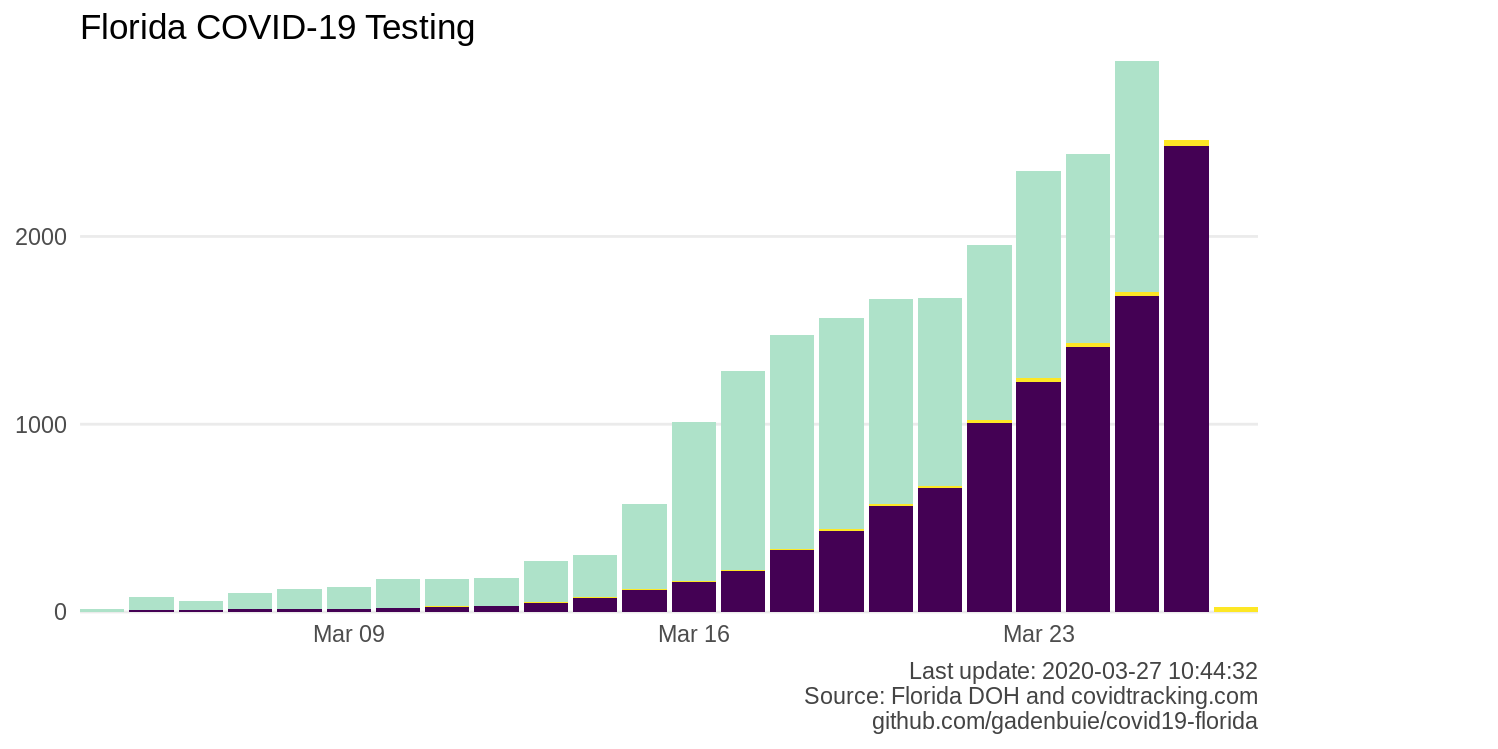 Florida COVID-19 Testing
2000
1000
0
Mar 09
Mar 16
Mar 23
Last update: 2020-03-27 10:44:32
Source: Florida DOH and covidtracking.com
github.com/gadenbuie/covid19-florida